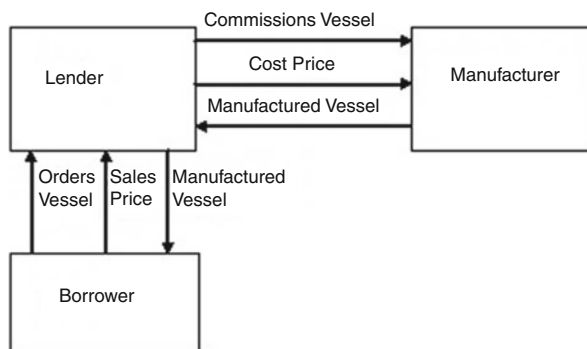 Commissions Vessel
Lender
Cost Price
Manufacturer
Manufactured Vessel
Orders
Vessel
Sales
Price
Manufactured
Vessel
Borrower